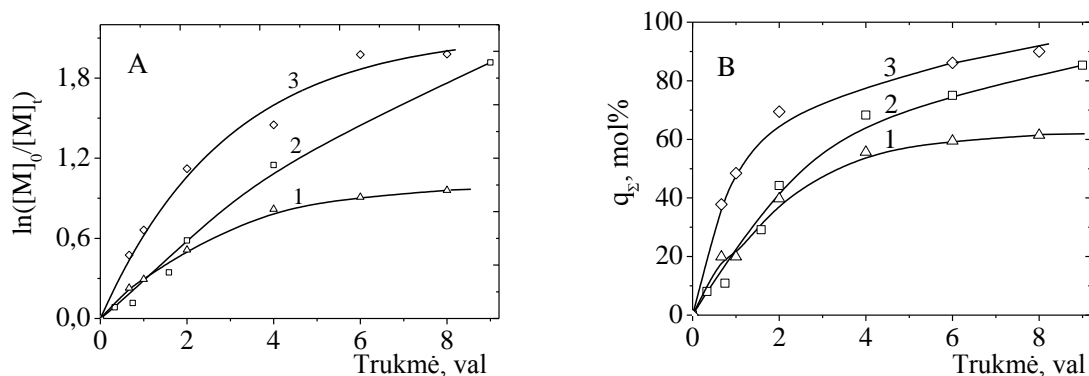 A
ln([M]₀/[M]ₜ)
1,8
1,2
0,6
0,0
3
2
1
0 2 4 6 8
Trukmė, val
B
q_Σ, mol%
100
80
60
40
20
0
3
2
1
0 2 4 6 8
Trukmė, val